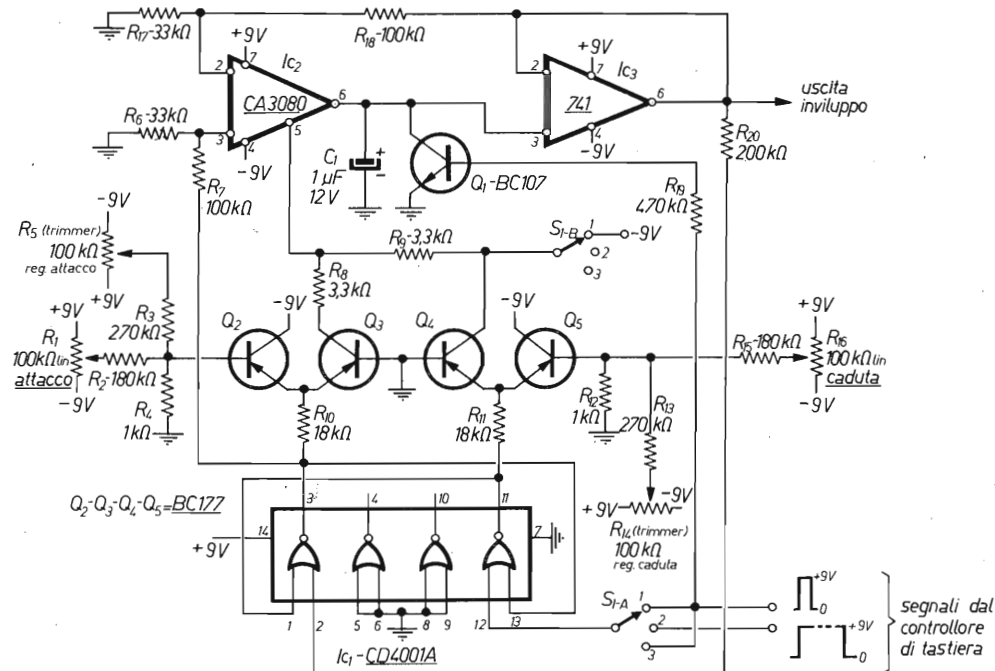 R17-33kΩ
R18-100kΩ
+9V
7
Ic2
2
CA3080
6
3
4
5
-9V
+9V
7
Ic3
2
741
6
3
4
-9V
uscita
inviluppo
R6-33kΩ
R7
100kΩ
C1
1 µF
12V
+
-
Q1-BC107
R20
200kΩ
R19
470kΩ
-9V
R5 (trimmer)
100kΩ
reg. attacco
+9V
R9-3,3kΩ
S1-B
1
-9V
2
3
R8
3,3kΩ
R3
270kΩ
+9V
R1
100kΩlin
attacco
-9V
R2-180kΩ
R4
1kΩ
Q2
-9V
Q3
Q4
-9V
Q5
R15-180kΩ
+9V
R16
100kΩlin
caduta
-9V
R10
18kΩ
R11
18kΩ
R12
1kΩ
R13
270kΩ
+9V
-9V
R14 (trimmer)
100kΩ
reg. caduta
Q2-Q3-Q4-Q5=BC177
+9V
14
3
4
10
11
7
1
2
5
6
8
9
12
13
Ic1-CD4001A
S1-A
1
2
3
+9V
0
+9V
0
segnali dal
controllore
di tastiera